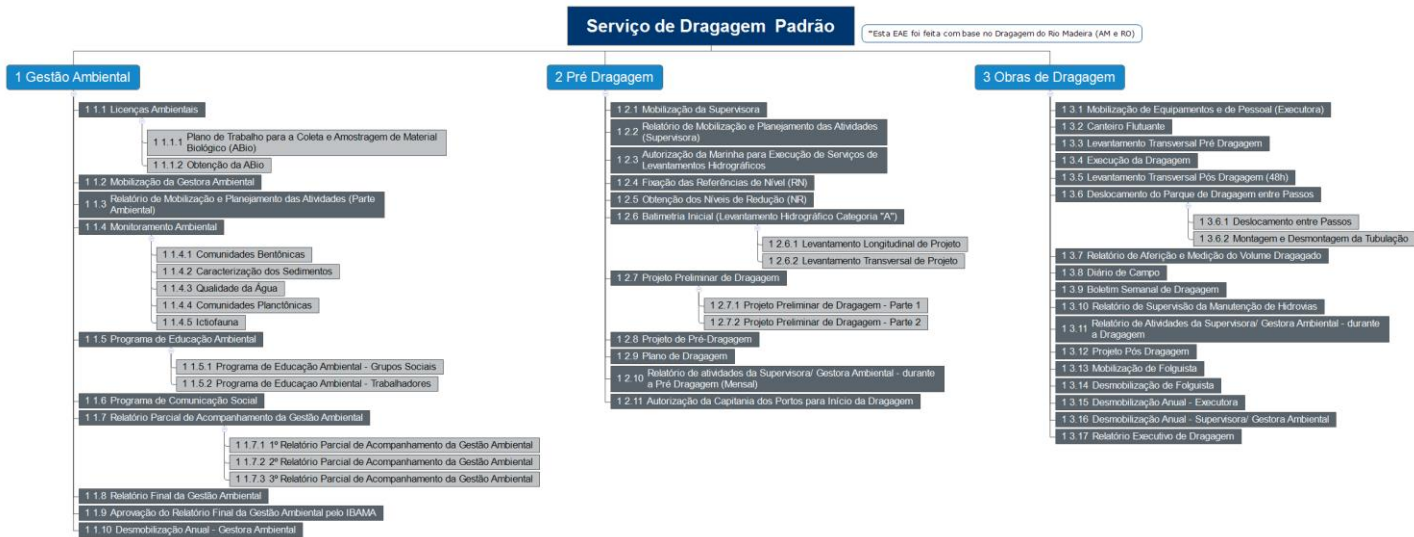 Serviço de Dragagem Padrão
*Esta EAE foi feita com base no Dragagem do Rio Madeira (AM e RO)
1 Gestão Ambiental
1 1.1 Licenças Ambientais
1 1.1.1 Plano de Trabalho para a Coleta e Amostragem de Material
Biológico (ABio)
1 1.1.2 Obtenção da ABio
1 1.2 Mobilização da Gestora Ambiental
1 1.3 Relatório de Mobilização e Planejamento das Atividades (Parte
Ambiental)
1 1.4 Monitoramento Ambiental
1 1.4.1 Comunidades Bentônicas
1 1.4.2 Caracterização dos Sedimentos
1 1.4.3 Qualidade da Água
1 1.4.4 Comunidades Planctônicas
1 1.4.5 Ictiofauna
1 1.5 Programa de Educação Ambiental
1 1.5.1 Programa de Educação Ambiental - Grupos Sociais
1 1.5.2 Programa de Educaçao Ambiental - Trabalhadores
1 1.6 Programa de Comunicação Social
1 1.7 Relatório Parcial de Acompanhamento da Gestão Ambiental
1 1.7.1 1º Relatório Parcial de Acompanhamento da Gestão Ambiental
1 1.7.2 2º Relatório Parcial de Acompanhamento da Gestão Ambiental
1 1.7.3 3º Relatório Parcial de Acompanhamento da Gestão Ambiental
1 1.8 Relatório Final da Gestão Ambiental
1 1.9 Aprovação do Relatório Final da Gestão Ambiental pelo IBAMA
1 1.10 Desmobilização Anual - Gestora Ambiental
2 Pré Dragagem
1 2.1 Mobilização da Supervisora
1 2.2 Relatório de Mobilização e Planejamento das Atividades
(Supervisora)
1 2.3 Autorização da Marinha para Execução de Serviços de
Levantamentos Hidrográficos
1 2.4 Fixação das Referências de Nível (RN)
1 2.5 Obtenção dos Níveis de Redução (NR)
1 2.6 Batimetria Inicial (Levantamento Hidrográfico Categoria "A")
1 2.6.1 Levantamento Longitudinal de Projeto
1 2.6.2 Levantamento Transversal de Projeto
1 2.7 Projeto Preliminar de Dragagem
1 2.7.1 Projeto Preliminar de Dragagem - Parte 1
1 2.7.2 Projeto Preliminar de Dragagem - Parte 2
1 2.8 Projeto de Pré-Dragagem
1 2.9 Plano de Dragagem
1 2.10 Relatório de atividades da Supervisora/ Gestora Ambiental - durante
a Pré Dragagem (Mensal)
1 2.11 Autorização da Capitania dos Portos para Início da Dragagem
3 Obras de Dragagem
1 3.1 Mobilização de Equipamentos e de Pessoal (Executora)
1 3.2 Canteiro Flutuante
1 3.3 Levantamento Transversal Pré Dragagem
1 3.4 Execução da Dragagem
1 3.5 Levantamento Transversal Pós Dragagem (48h)
1 3.6 Deslocamento do Parque de Dragagem entre Passos
1 3.6.1 Deslocamento entre Passos
1 3.6.2 Montagem e Desmontagem da Tubulação
1 3.7 Relatório de Aferição e Medição do Volume Dragagado
1 3.8 Diário de Campo
1 3.9 Boletim Semanal de Dragagem
1 3.10 Relatório de Supervisão da Manutenção de Hidrovias
1 3.11 Relatório de Atividades da Supervisora/ Gestora Ambiental - durante
a Dragagem
1 3.12 Projeto Pós Dragagem
1 3.13 Mobilização de Folguista
1 3.14 Desmobilização de Folguista
1 3.15 Desmobilização Anual - Executora
1 3.16 Desmobilização Anual - Supervisora/ Gestora Ambiental
1 3.17 Relatório Executivo de Dragagem